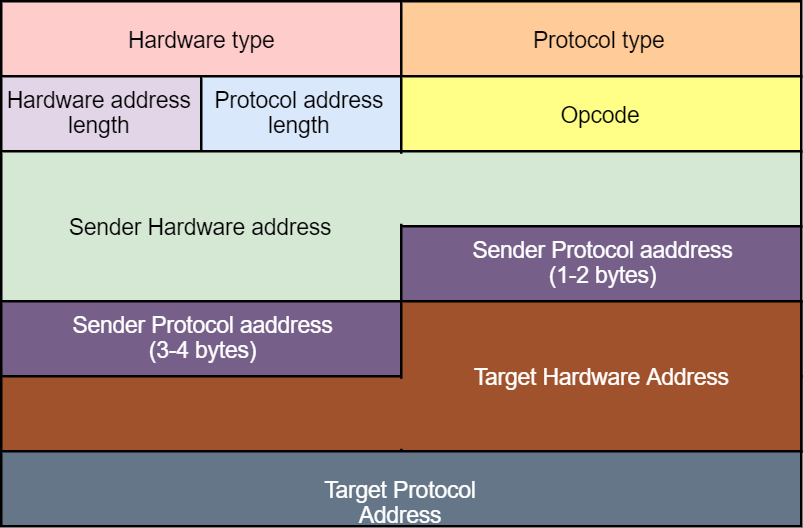 Hardware type
Protocol type
Hardware address
length
Protocol address
length
Opcode
Sender Hardware address
Sender Protocol aaddress
(1-2 bytes)
Sender Protocol aaddress
(3-4 bytes)
Target Hardware Address
Target Protocol
Address